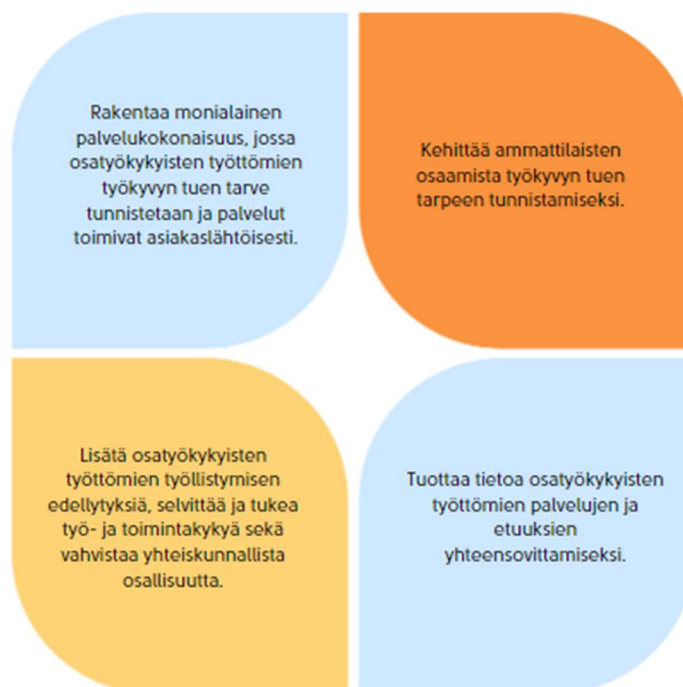 Rakentaa monialainen
palvelukokonaisuus, jossa
osatyökykyisten työttömien
työkyvyn tuen tarve
tunnistetaan ja palvelut
toimivat asiakaslähtöisesti.
Kehittää ammattilaisten
osaamista työkyvyn tuen
tarpeen tunnistamiseksi.
Lisätä osatyökykyisten
työttömien työllistymisen
edellytyksiä, selvittää ja tukea
työ- ja toimintakykyä sekä
vahvistaa yhteiskunnallista
osallisuutta.
Tuottaa tietoa osatyökykyisten
työttömien palvelujen ja
etuuksien
yhteensovittamiseksi.